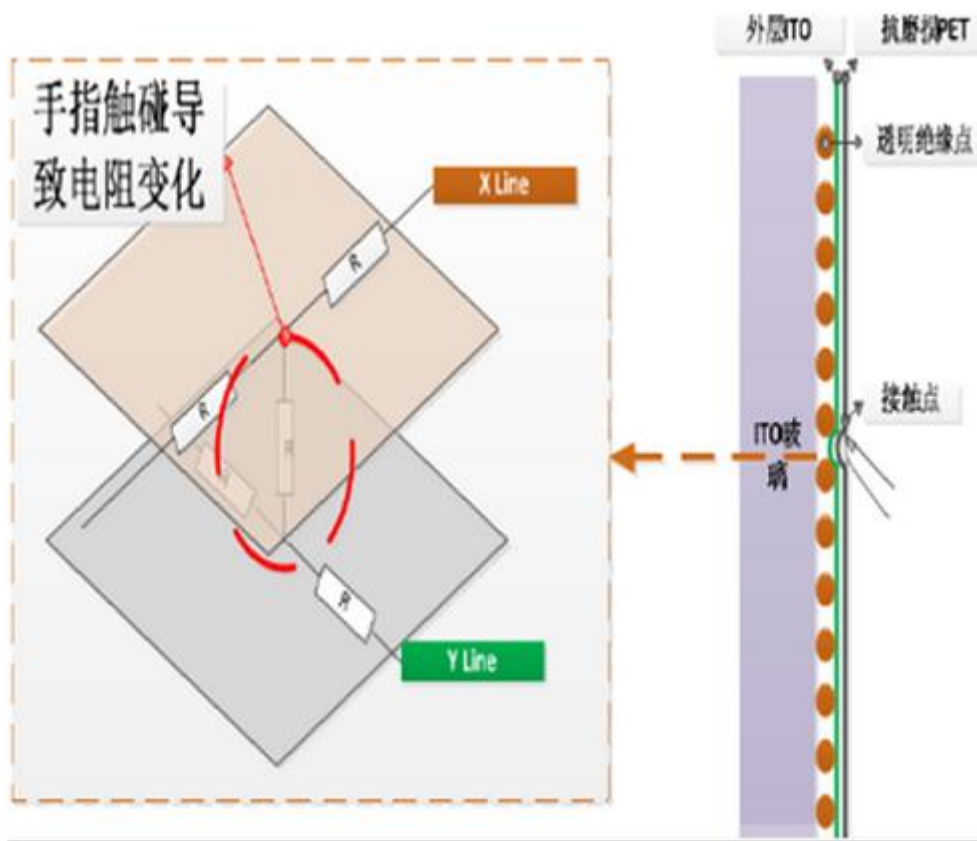 手指触碰导
致电阻变化
X Line
R
R
R
R
R
Y Line
外层ITO
抗磨损PET
透明绝缘点
接触点
ITO玻
璃